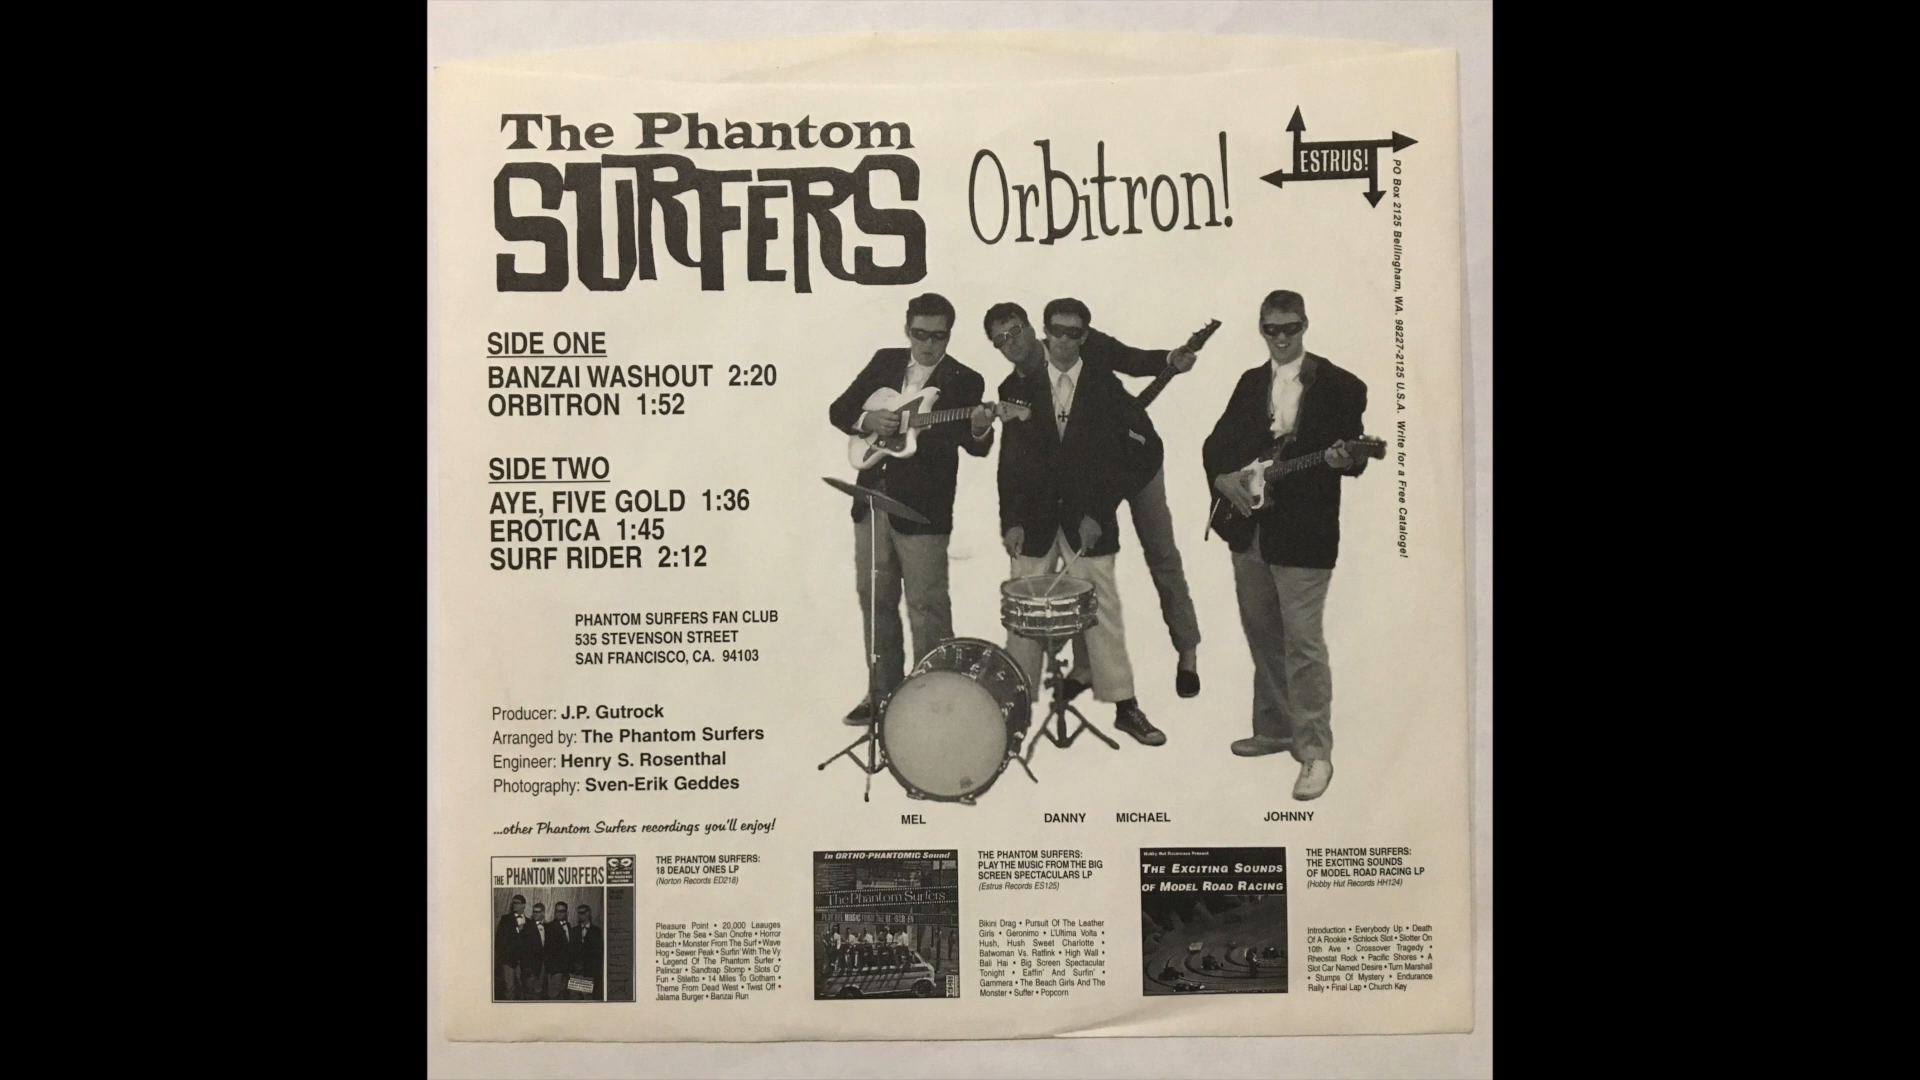 The Phantom
SURFERS
Orbitron!
ESTRUS!
PO Box 2125 Bellingham, WA. 98227-2125 U.S.A. Write for a Free Cataloge!
SIDE ONE
BANZAI WASHOUT 2:20
ORBITRON 1:52
SIDE TWO
AYE, FIVE GOLD 1:36
EROTICA 1:45
SURF RIDER 2:12
PHANTOM SURFERS FAN CLUB
535 STEVENSON STREET
SAN FRANCISCO, CA. 94103
Producer: J.P. Gutrock
Arranged by: The Phantom Surfers
Engineer: Henry S. Rosenthal
Photography: Sven-Erik Geddes
MEL DANNY MICHAEL JOHNNY
...other Phantom Surfers recordings you'll enjoy!
THE PHANTOM SURFERS
THE PHANTOM SURFERS:
18 DEADLY ONES LP
(Norton Records ED218)
Pleasure Point • 20,000 Leauges
Under The Sea • San Onofre • Horror
Beach • Monster From The Surf • Wave
Hog • Sewer Peak • Surfin' With The Vy
• Legend Of The Phantom Surfer •
Palincar • Sandtrap Stomp • Slots O'
Fun • Stiletto • 14 Miles To Gotham •
Theme From Dead West • Twist Off •
Jalama Burger • Banzai Run
in ORTHO-PHANTOMIC Sound
The Phantom Surfers
THE PHANTOM SURFERS:
PLAY THE MUSIC FROM THE BIG
SCREEN SPECTACULARS LP
(Estrus Records ES125)
Bikini Drag • Pursuit Of The Leather
Girls • Geronimo • L'Ultima Volta •
Hush, Hush Sweet Charlotte •
Batwoman Vs. Ratfink • High Wall •
Bali Hai • Big Screen Spectacular
Tonight • Eaffin' And Surfin' •
Gammera • The Beach Girls And The
Monster • Suffer • Popcorn
Hobby Hut Recordings Present
THE EXCITING SOUNDS
OF MODEL ROAD RACING
THE PHANTOM SURFERS:
THE EXCITING SOUNDS
OF MODEL ROAD RACING LP
(Hobby Hut Records HH124)
Introduction • Everybody Up • Death
Of A Rookie • Schlock Slot • Slotter On
10th Ave • Crossover Tragedy •
Rheostat Rock • Pacific Shores • A
Slot Car Named Desire • Turn Marshall
• Stumps Of Mystery • Endurance
Rally • Final Lap • Church Key